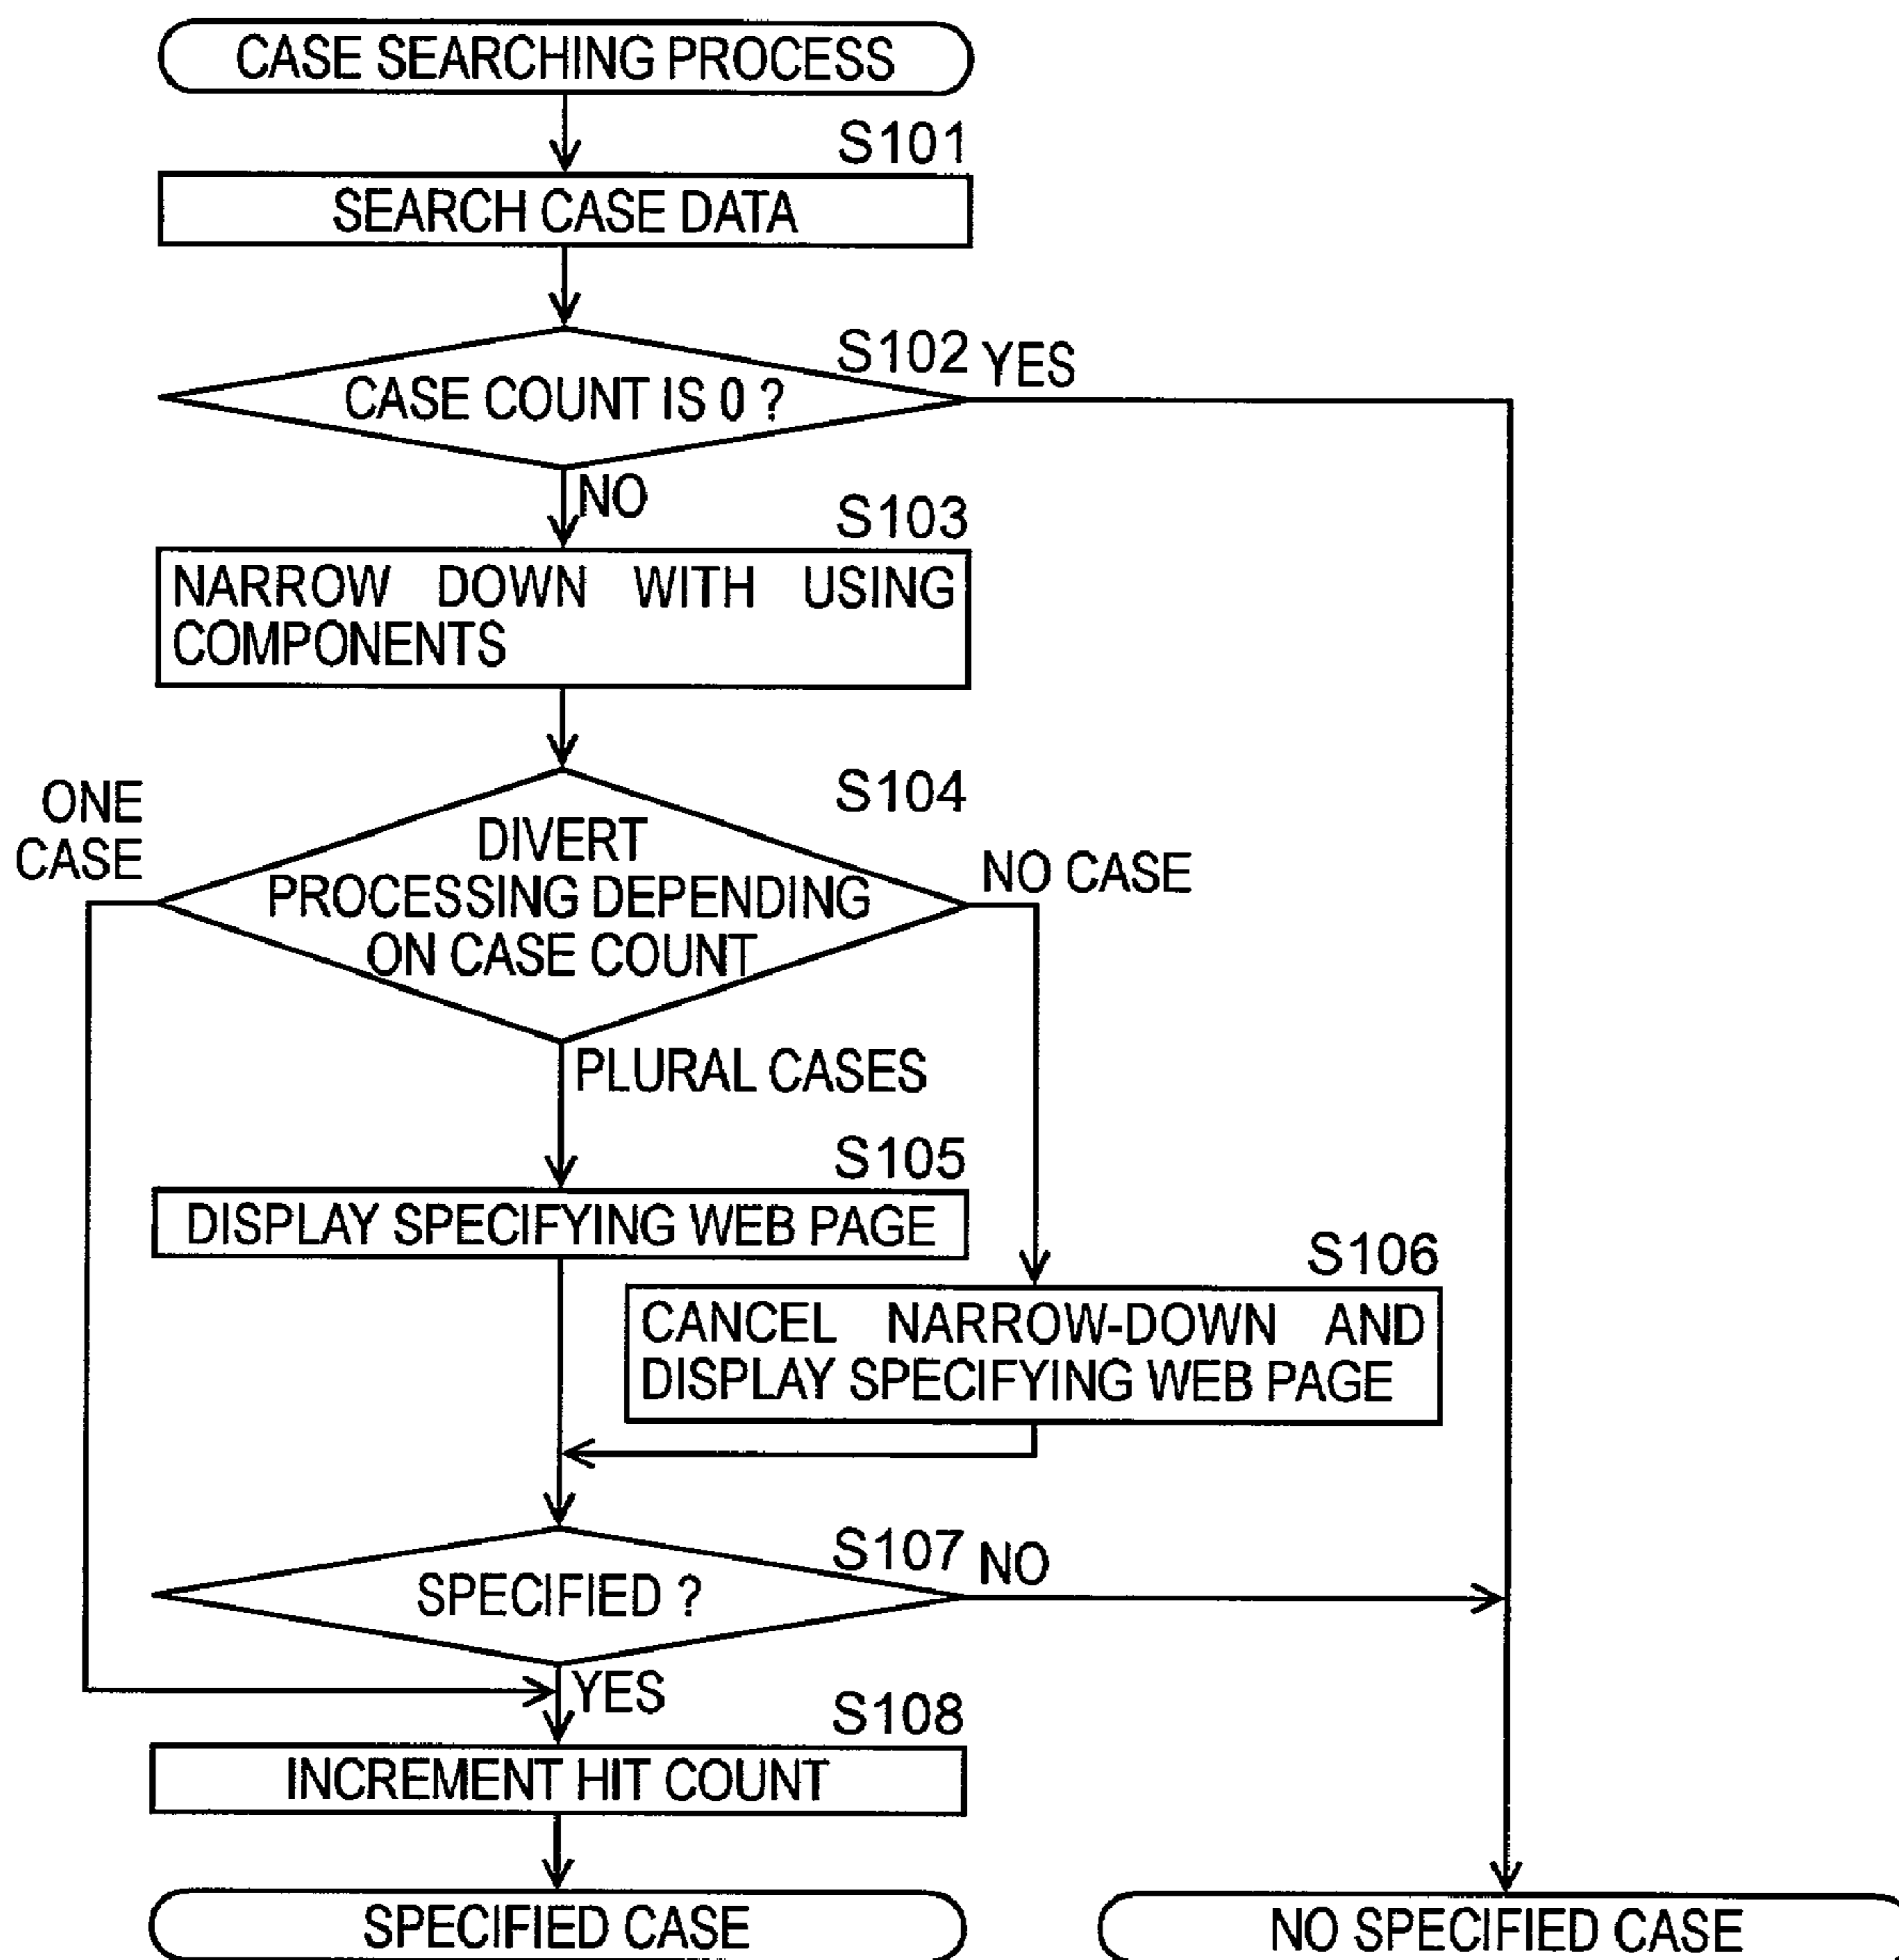 CASE SEARCHING PROCESS
S101
SEARCH CASE DATA
S102 YES
CASE COUNT IS 0 ?
NO
S103
NARROW DOWN WITH USING
COMPONENTS
ONE
CASE
S104
DIVERT
PROCESSING DEPENDING
ON CASE COUNT
NO CASE
PLURAL CASES
S105
DISPLAY SPECIFYING WEB PAGE
S106
CANCEL NARROW-DOWN AND
DISPLAY SPECIFYING WEB PAGE
S107 NO
SPECIFIED ?
YES
S108
INCREMENT HIT COUNT
SPECIFIED CASE
NO SPECIFIED CASE